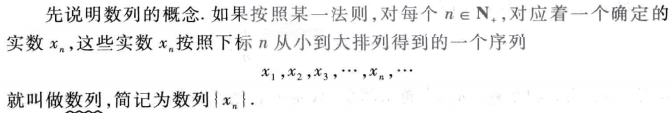 先说明数列的概念. 如果按照某一法则,对每个 n∈N₊,对应着一个确定的
实数 xₙ,这些实数 xₙ 按照下标 n 从小到大排列得到的一个序列
x₁,x₂,x₃,⋯,xₙ,⋯
就叫做数列,简记为数列{xₙ}.